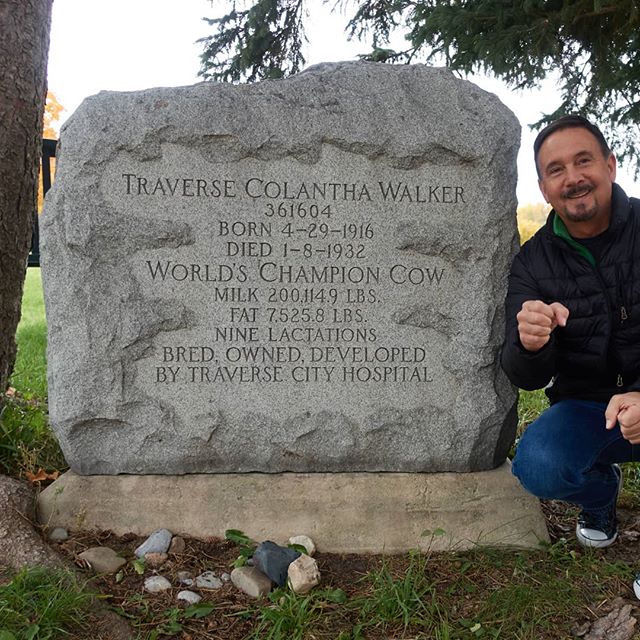 TRAVERSE COLANTHA WALKER
361604
BORN 4-29-1916
DIED 1-8-1932
WORLD'S CHAMPION COW
MILK 200,114.9 LBS.
FAT 7,525.8 LBS.
NINE LACTATIONS
BRED, OWNED, DEVELOPED
BY TRAVERSE CITY HOSPITAL